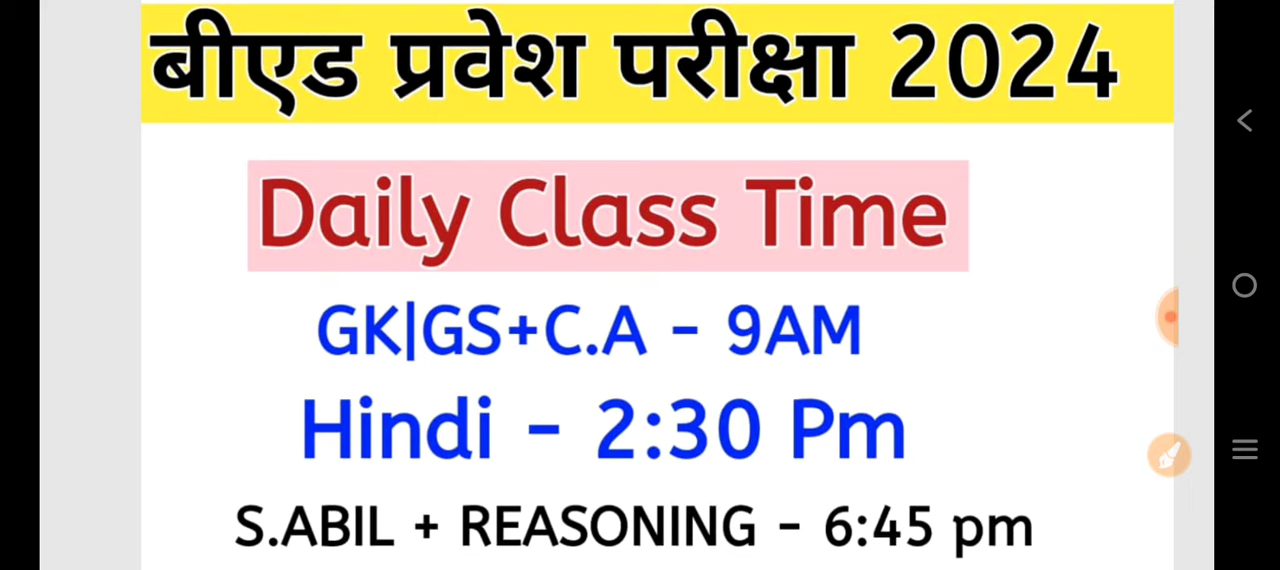 बीएड प्रवेश परीक्षा 2024
Daily Class Time
GK|GS+C.A - 9AM
Hindi - 2:30 Pm
S.ABIL + REASONING - 6:45 pm